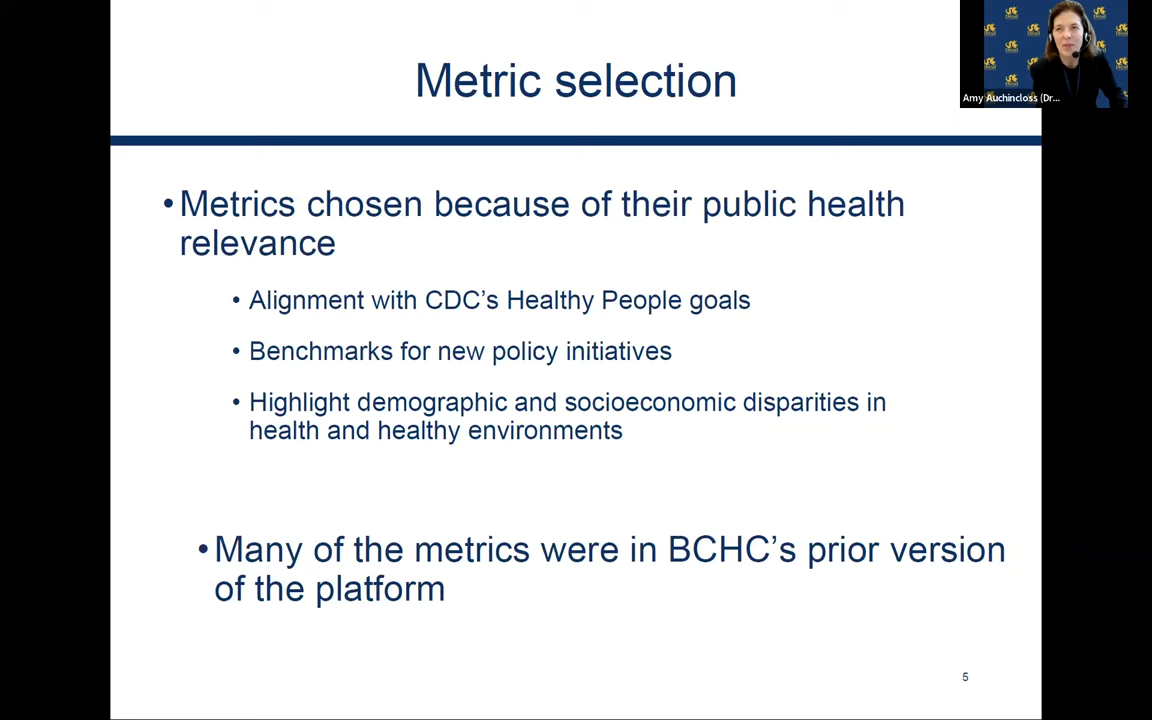 Metric selection
Amy Auchincloss (Dr...
•Metrics chosen because of their public health
relevance
• Alignment with CDC's Healthy People goals
• Benchmarks for new policy initiatives
• Highlight demographic and socioeconomic disparities in
health and healthy environments
•Many of the metrics were in BCHC's prior version
of the platform
5